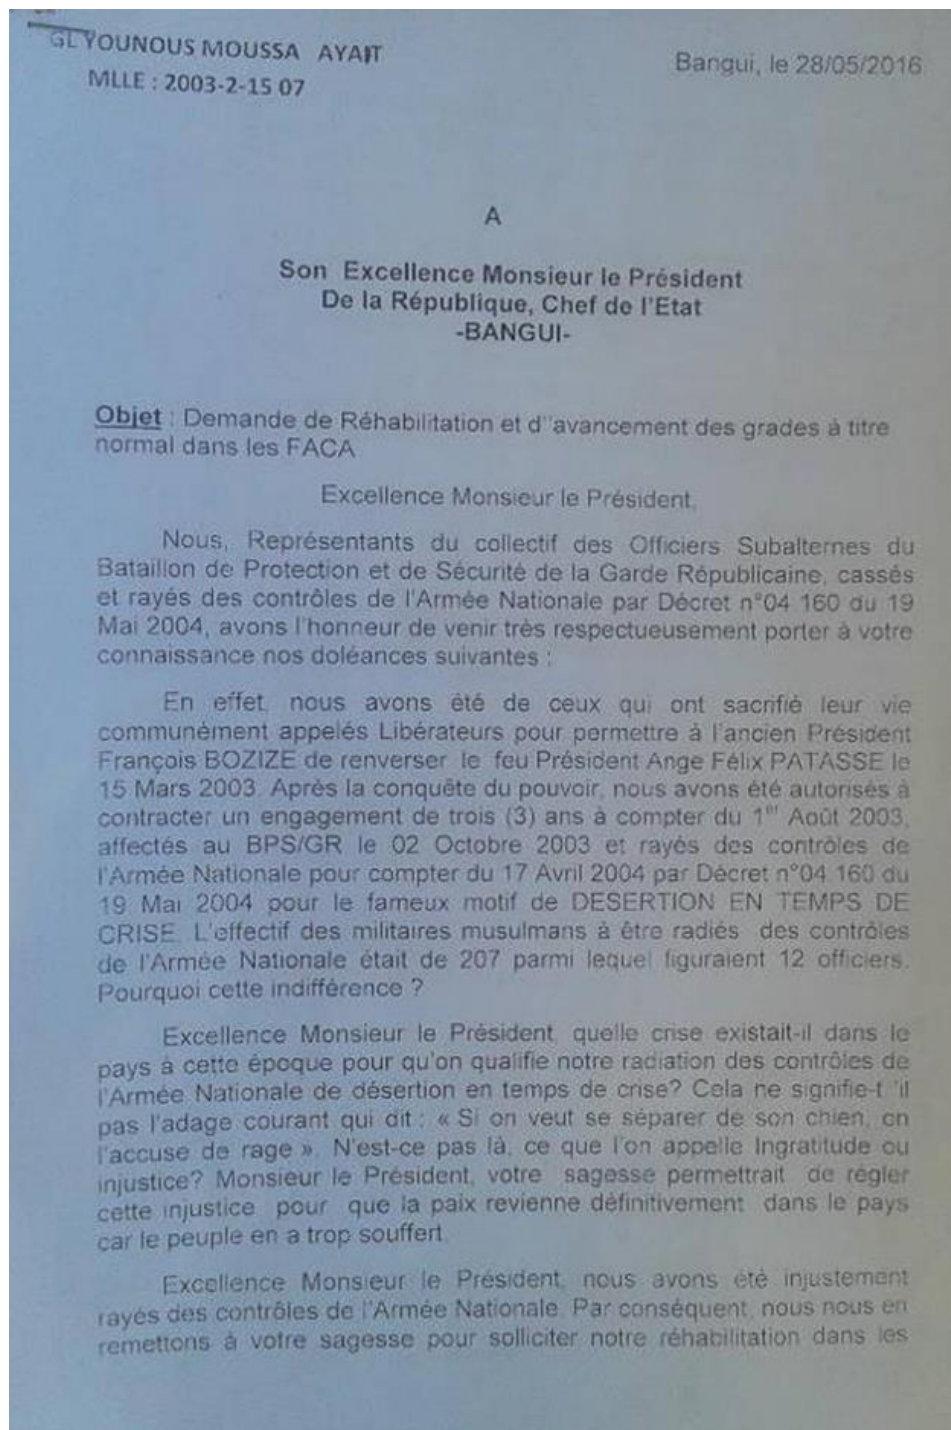 GL YOUNOUS MOUSSA AYAIT
MLLE : 2003-2-15 07
Bangui, le 28/05/2016
A
Son Excellence Monsieur le Président
De la République, Chef de l'Etat
-BANGUI-
Objet : Demande de Réhabilitation et d''avancement des grades à titre
normal dans les FACA
Excellence Monsieur le Président,
Nous, Représentants du collectif des Officiers Subalternes du
Bataillon de Protection et de Sécurité de la Garde Républicaine, cassés
et rayés des contrôles de l'Armée Nationale par Décret n°04 160 du 19
Mai 2004, avons l'honneur de venir très respectueusement porter à votre
connaissance nos doléances suivantes :
En effet, nous avons été de ceux qui ont sacrifié leur vie
communément appelés Libérateurs pour permettre à l'ancien Président
François BOZIZE de renverser le feu Président Ange Félix PATASSE le
15 Mars 2003. Après la conquête du pouvoir, nous avons été autorisés à
contracter un engagement de trois (3) ans à compter du 1er Août 2003,
affectés au BPS/GR le 02 Octobre 2003 et rayés des contrôles de
l'Armée Nationale pour compter du 17 Avril 2004 par Décret n°04 160 du
19 Mai 2004 pour le fameux motif de DESERTION EN TEMPS DE
CRISE. L'effectif des militaires musulmans à être radiés des contrôles
de l'Armée Nationale était de 207 parmi lequel figuraient 12 officiers.
Pourquoi cette indifférence ?
Excellence Monsieur le Président, quelle crise existait-il dans le
pays à cette époque pour qu'on qualifie notre radiation des contrôles de
l'Armée Nationale de désertion en temps de crise? Cela ne signifie-t 'il
pas l'adage courant qui dit : « Si on veut se séparer de son chien, on
l'accuse de rage ». N'est-ce pas là, ce que l'on appelle Ingratitude ou
injustice? Monsieur le Président, votre sagesse permettrait de régler
cette injustice pour que la paix revienne définitivement dans le pays
car le peuple en a trop souffert.
Excellence Monsieur le Président, nous avons été injustement
rayés des contrôles de l'Armée Nationale. Par conséquent, nous nous en
remettons à votre sagesse pour solliciter notre réhabilitation dans les